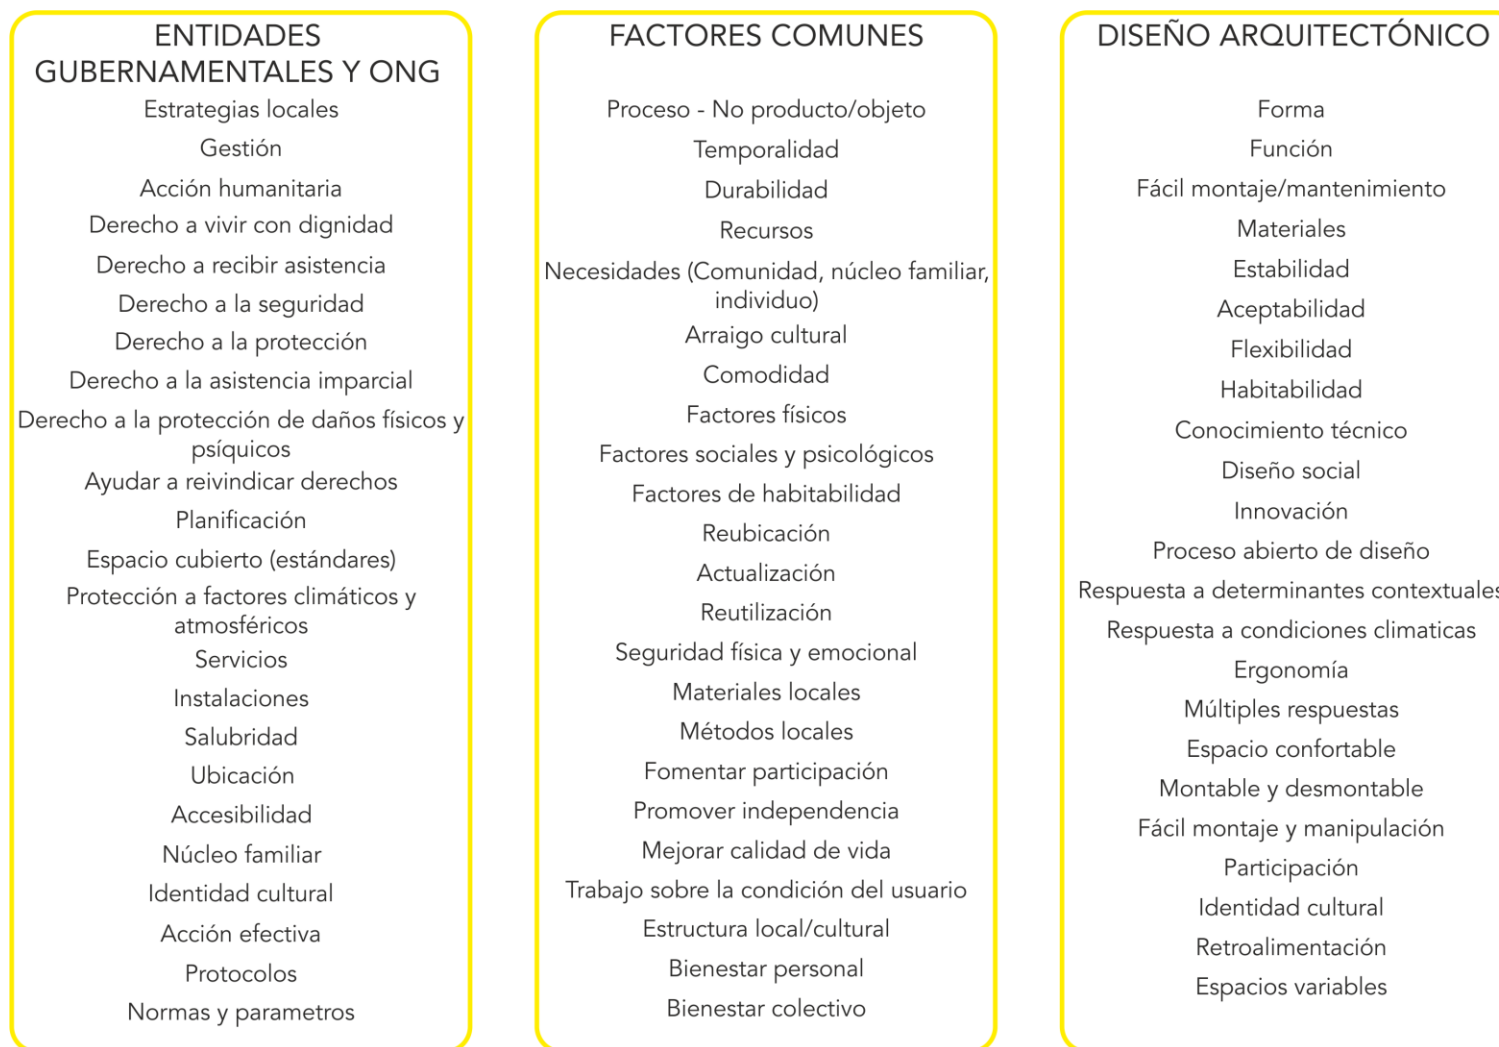 ENTIDADES
GUBERNAMENTALES Y ONG
Estrategias locales
Gestión
Acción humanitaria
Derecho a vivir con dignidad
Derecho a recibir asistencia
Derecho a la seguridad
Derecho a la protección
Derecho a la asistencia imparcial
Derecho a la protección de daños físicos y
psíquicos
Ayudar a reivindicar derechos
Planificación
Espacio cubierto (estándares)
Protección a factores climáticos y
atmosféricos
Servicios
Instalaciones
Salubridad
Ubicación
Accesibilidad
Núcleo familiar
Identidad cultural
Acción efectiva
Protocolos
Normas y parametros
FACTORES COMUNES
Proceso - No producto/objeto
Temporalidad
Durabilidad
Recursos
Necesidades (Comunidad, núcleo familiar,
individuo)
Arraigo cultural
Comodidad
Factores físicos
Factores sociales y psicológicos
Factores de habitabilidad
Reubicación
Actualización
Reutilización
Seguridad física y emocional
Materiales locales
Métodos locales
Fomentar participación
Promover independencia
Mejorar calidad de vida
Trabajo sobre la condición del usuario
Estructura local/cultural
Bienestar personal
Bienestar colectivo
DISEÑO ARQUITECTÓNICO
Forma
Función
Fácil montaje/mantenimiento
Materiales
Estabilidad
Aceptabilidad
Flexibilidad
Habitabilidad
Conocimiento técnico
Diseño social
Innovación
Proceso abierto de diseño
Respuesta a determinantes contextuales
Respuesta a condiciones climaticas
Ergonomía
Múltiples respuestas
Espacio confortable
Montable y desmontable
Fácil montaje y manipulación
Participación
Identidad cultural
Retroalimentación
Espacios variables